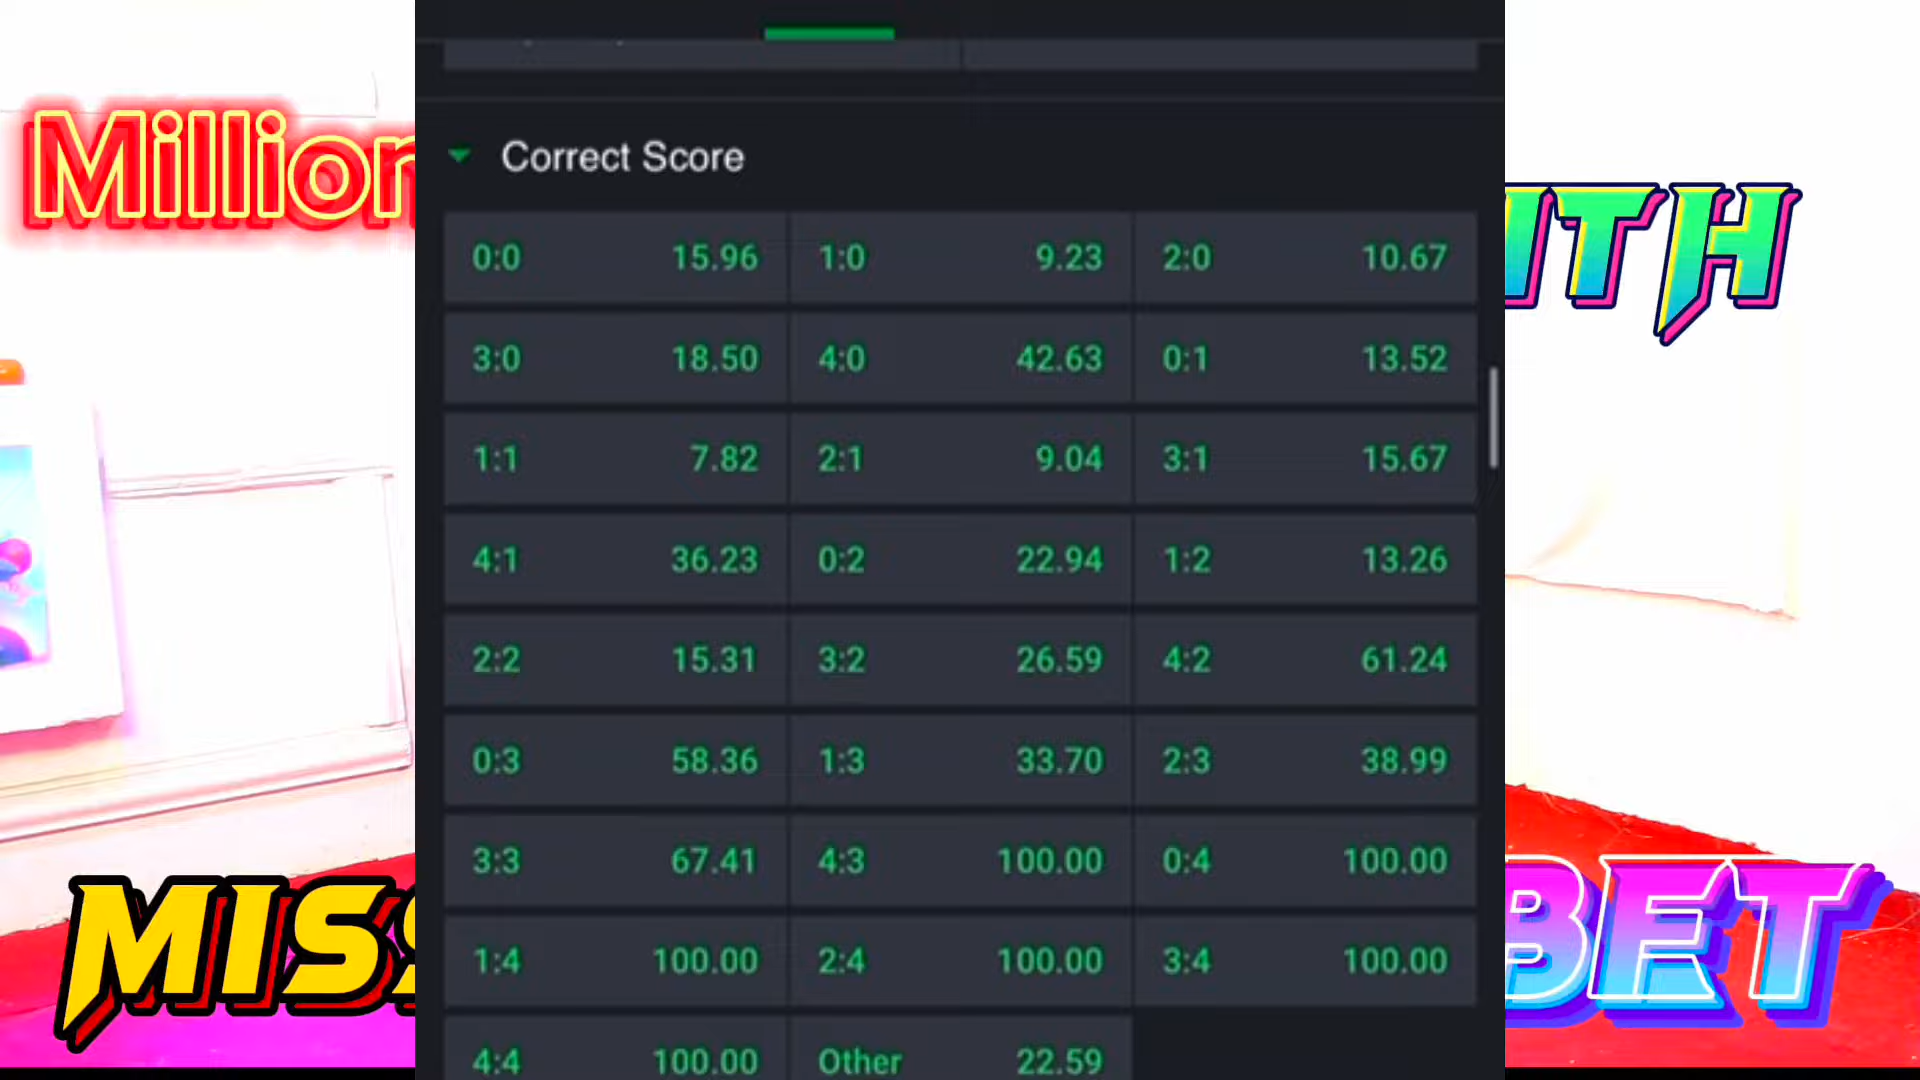 Million
ITH
Correct Score
0:0 15.96 1:0 9.23 2:0 10.67
3:0 18.50 4:0 42.63 0:1 13.52
1:1 7.82 2:1 9.04 3:1 15.67
4:1 36.23 0:2 22.94 1:2 13.26
2:2 15.31 3:2 26.59 4:2 61.24
0:3 58.36 1:3 33.70 2:3 38.99
3:3 67.41 4:3 100.00 0:4 100.00
1:4 100.00 2:4 100.00 3:4 100.00
4:4 100.00 Other 22.59
MISS
BET